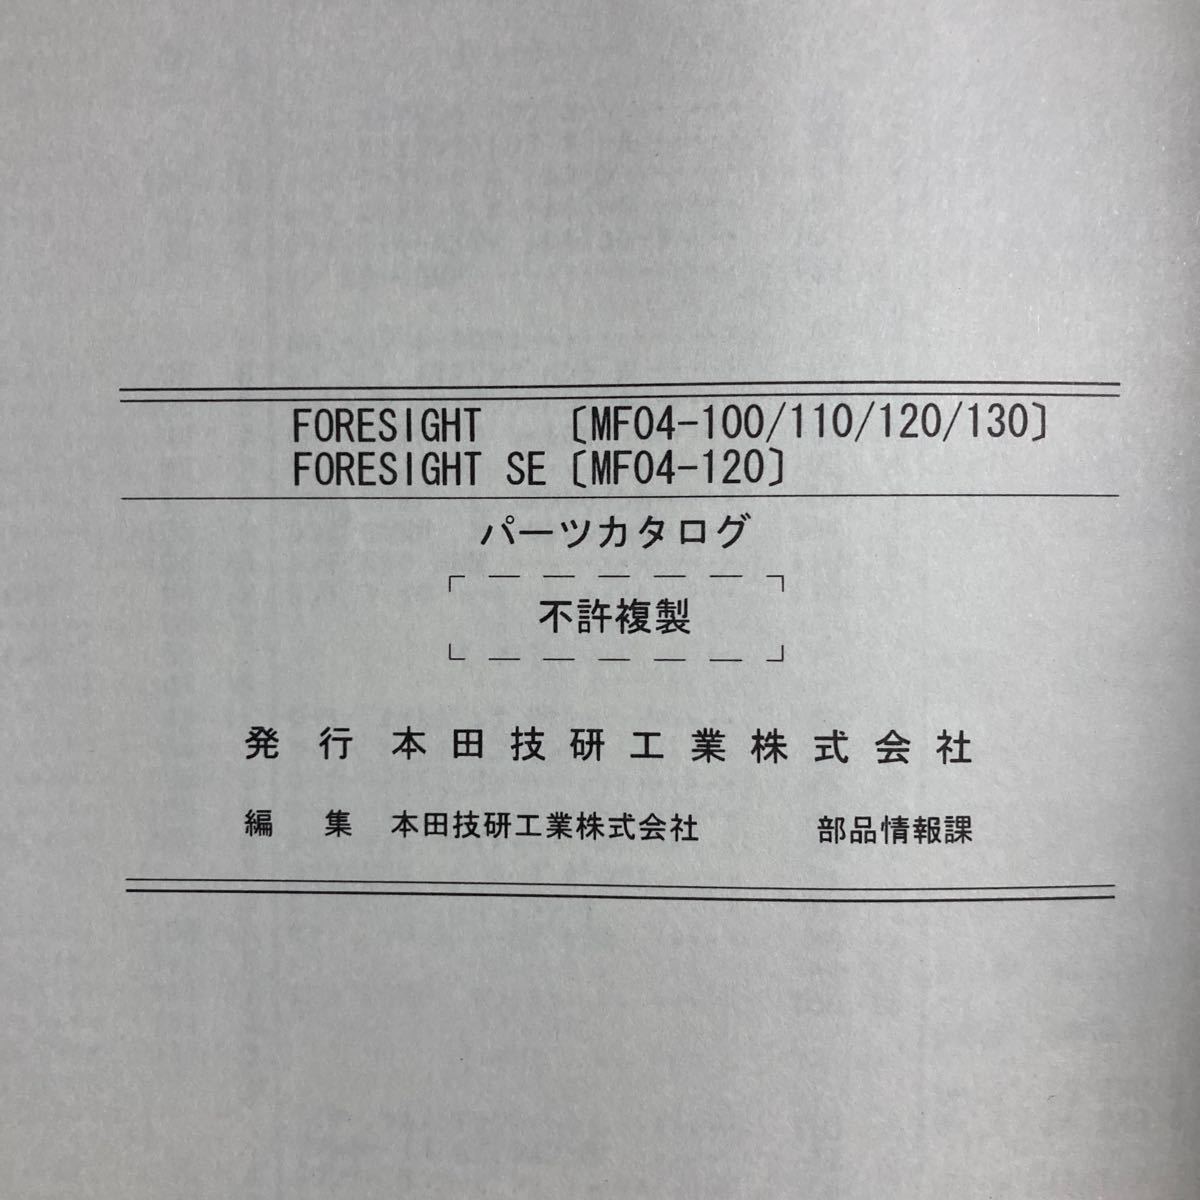 FORESIGHT 〔MF04-100/110/120/130〕
FORESIGHT SE〔MF04-120〕
パーツカタログ
不許複製
発 行 本田技研工業株式会社
編 集 本田技研工業株式会社 部品情報課